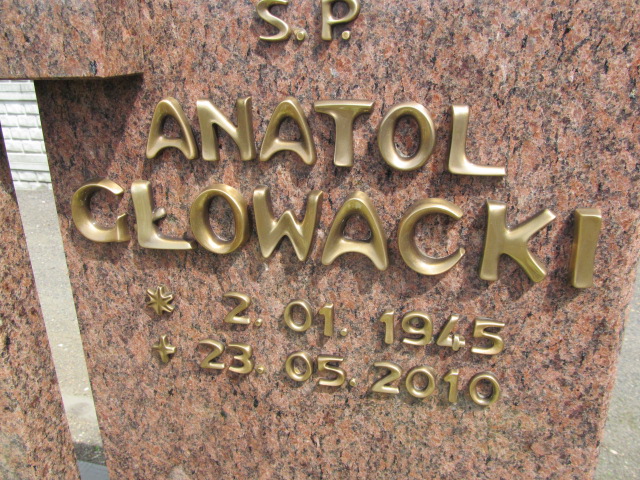 Ś.P.
ANATOL
GŁOWACKI
* 2. 01. 1945
+ 23. 05. 2010